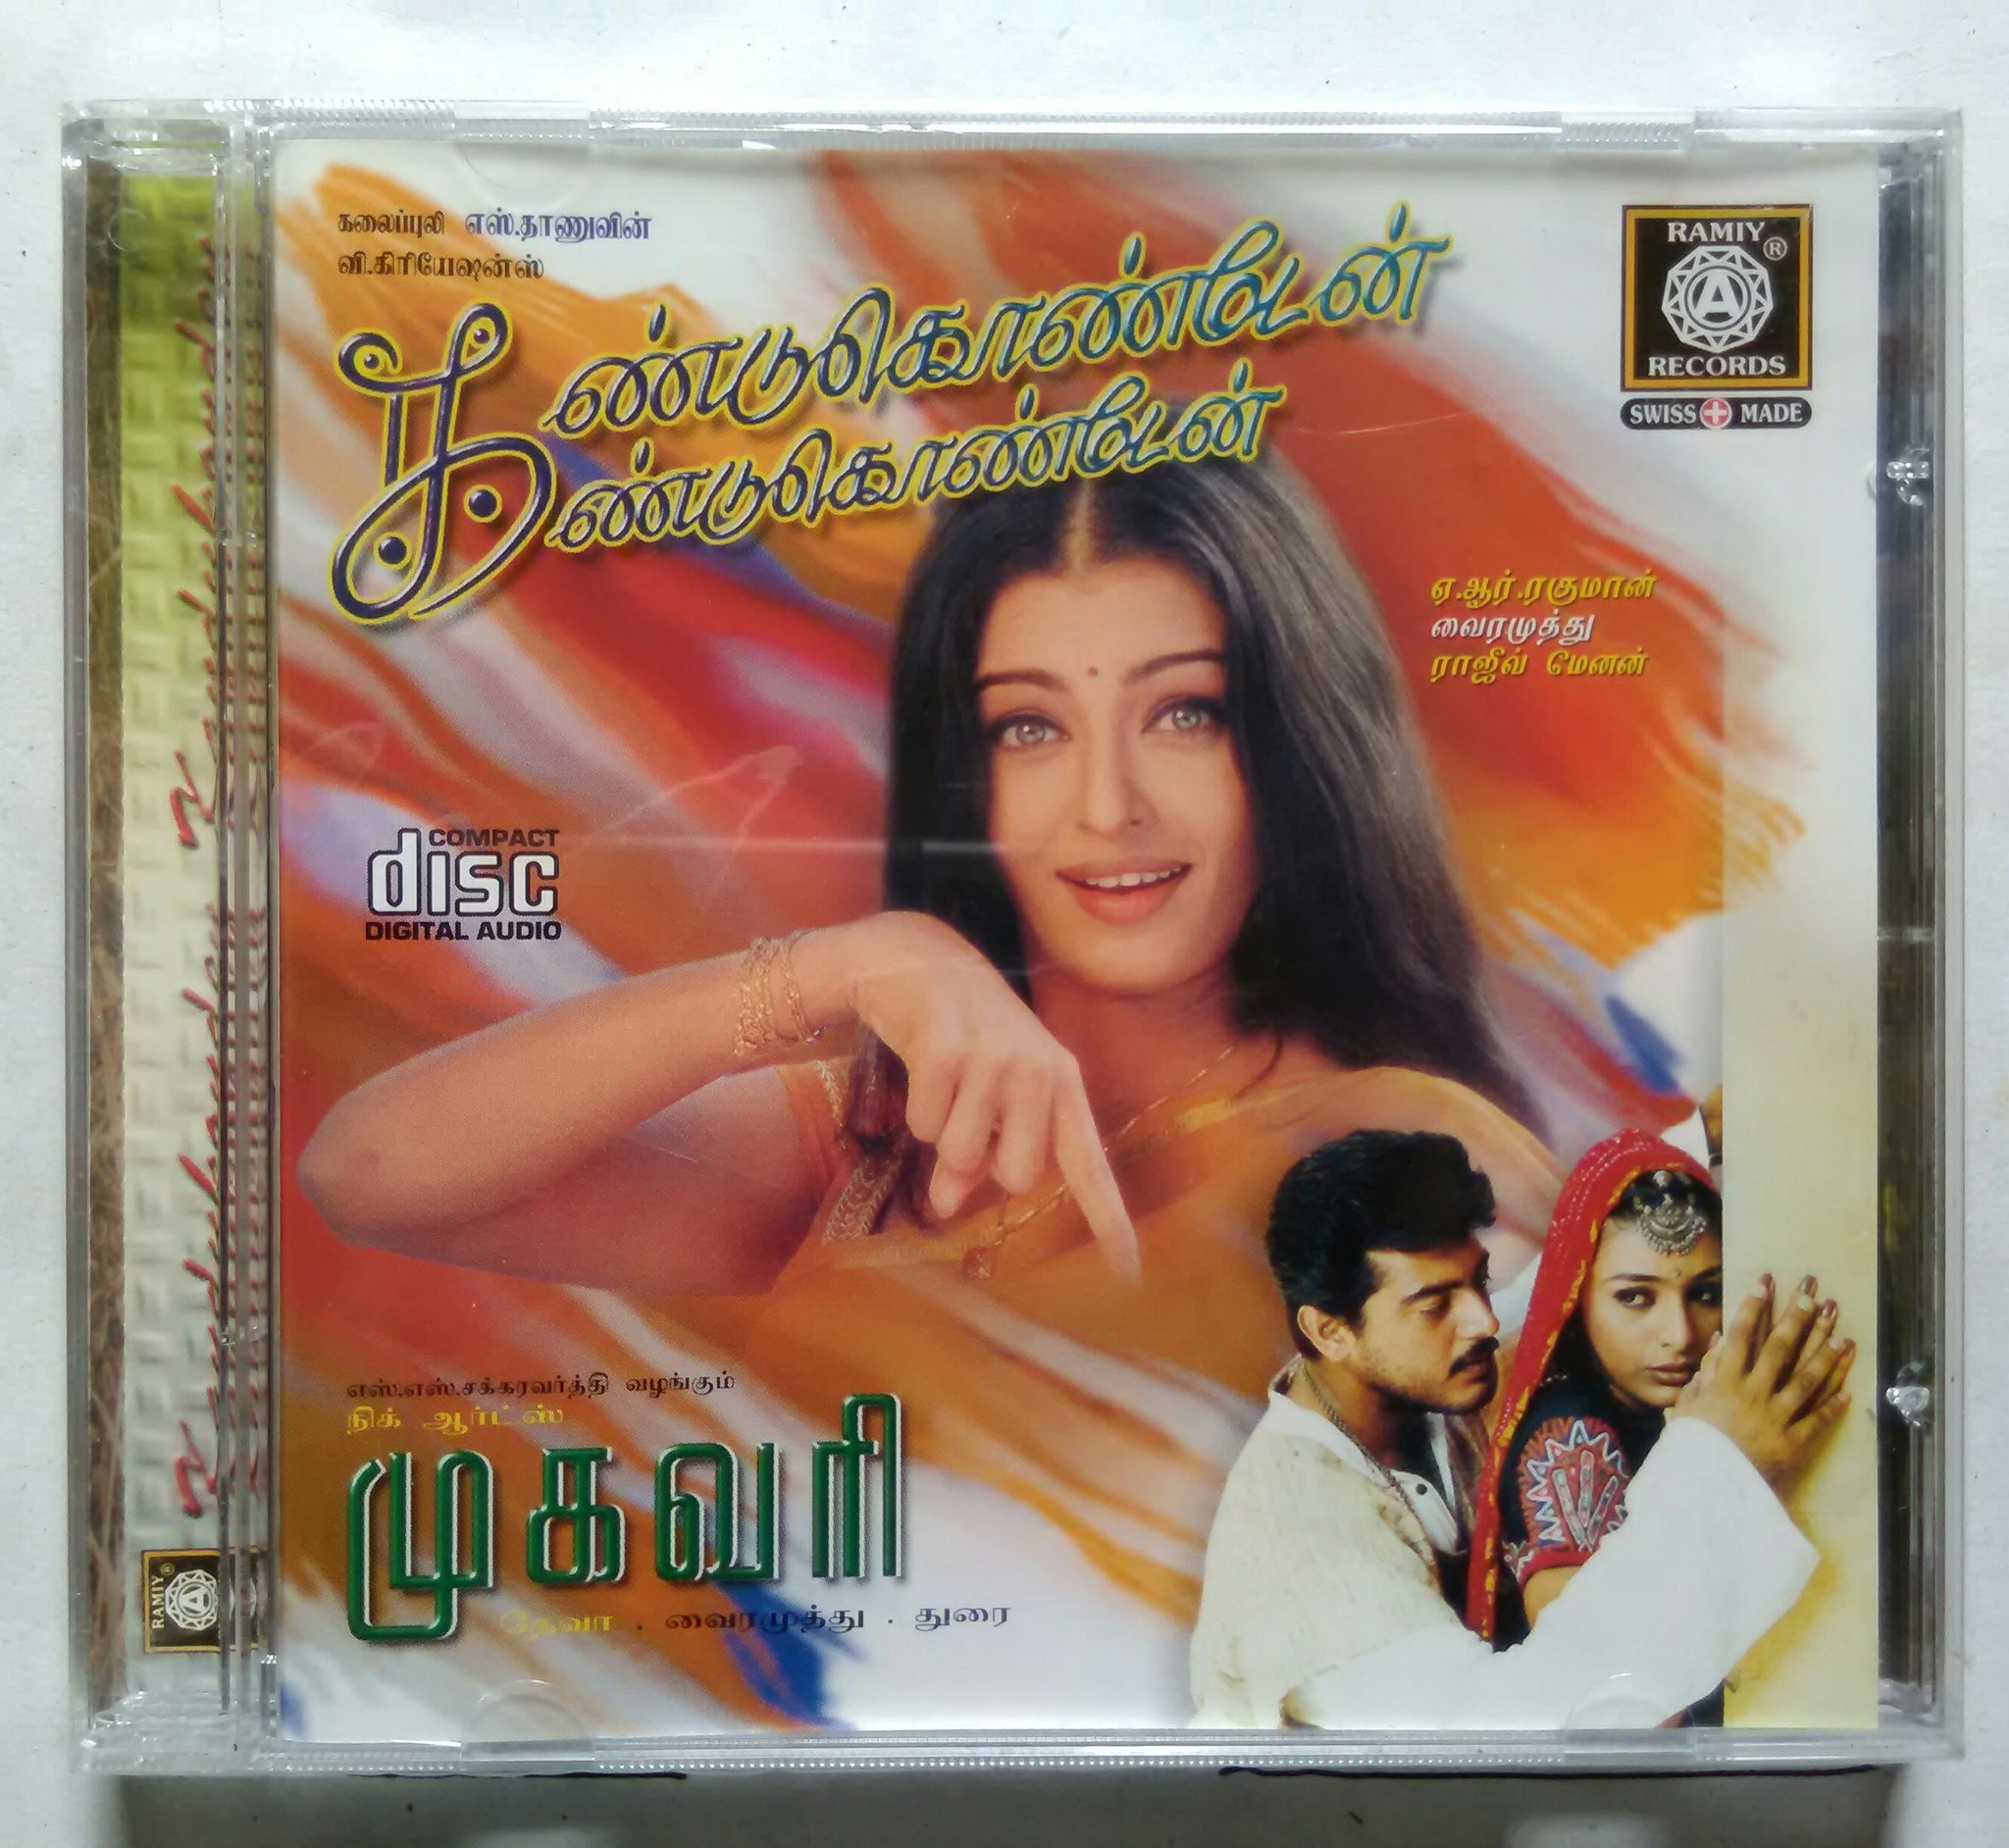 கலைப்புலி எஸ்.தாணுவின்
வி.கிரியேஷன்ஸ்
கண்டுகொண்டேன்
கண்டுகொண்டேன்
RAMIY ®
A
RECORDS
SWISS MADE
ஏ.ஆர்.ரகுமான்
வைரமுத்து
ராஜீவ் மேனன்
COMPACT
disc
DIGITAL AUDIO
எஸ்.எஸ்.சக்கரவர்த்தி வழங்கும்
நிக் ஆர்ட்ஸ்
முகவரி
தேவா . வைரமுத்து . துரை
RAMIY ®
A